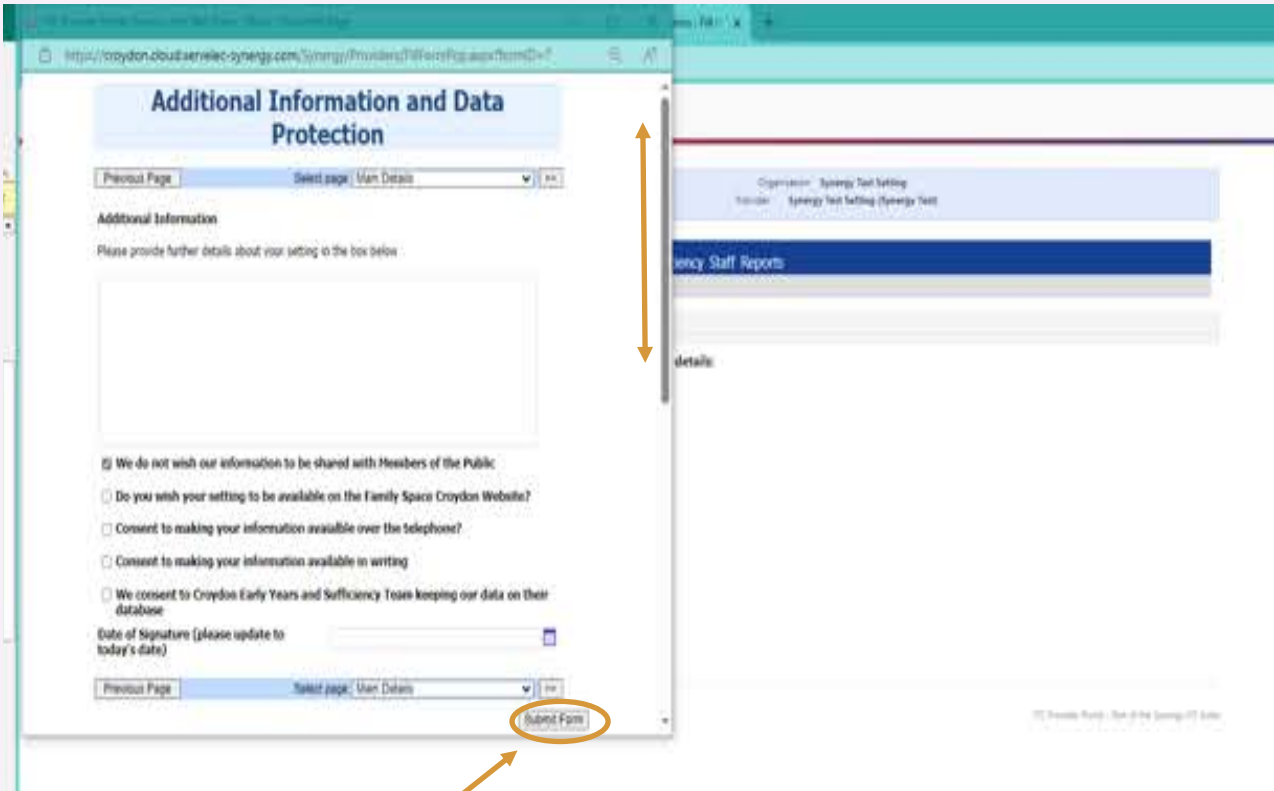 https://croydon.cloud.servelec-synergy.com/Synergy/Providers/
Additional Information and Data
Protection
Previous Page Select page Main Details >>
Additional Information
Please provide further details about your setting in the box below
We do not wish our information to be shared with Members of the Public
Do you wish your setting to be available on the Family Space Croydon Website?
Consent to making your information avaialble over the telephone?
Consent to making your information available in writing
We consent to Croydon Early Years and Sufficiency Team keeping our data on their
database
Date of Signature (please update to
today's date)
Previous Page Select page Main Details >>
Submit Form
Organisation Synergy Test Setting
Provider Synergy Test Setting (Synergy Test)
iency Staff Reports
details